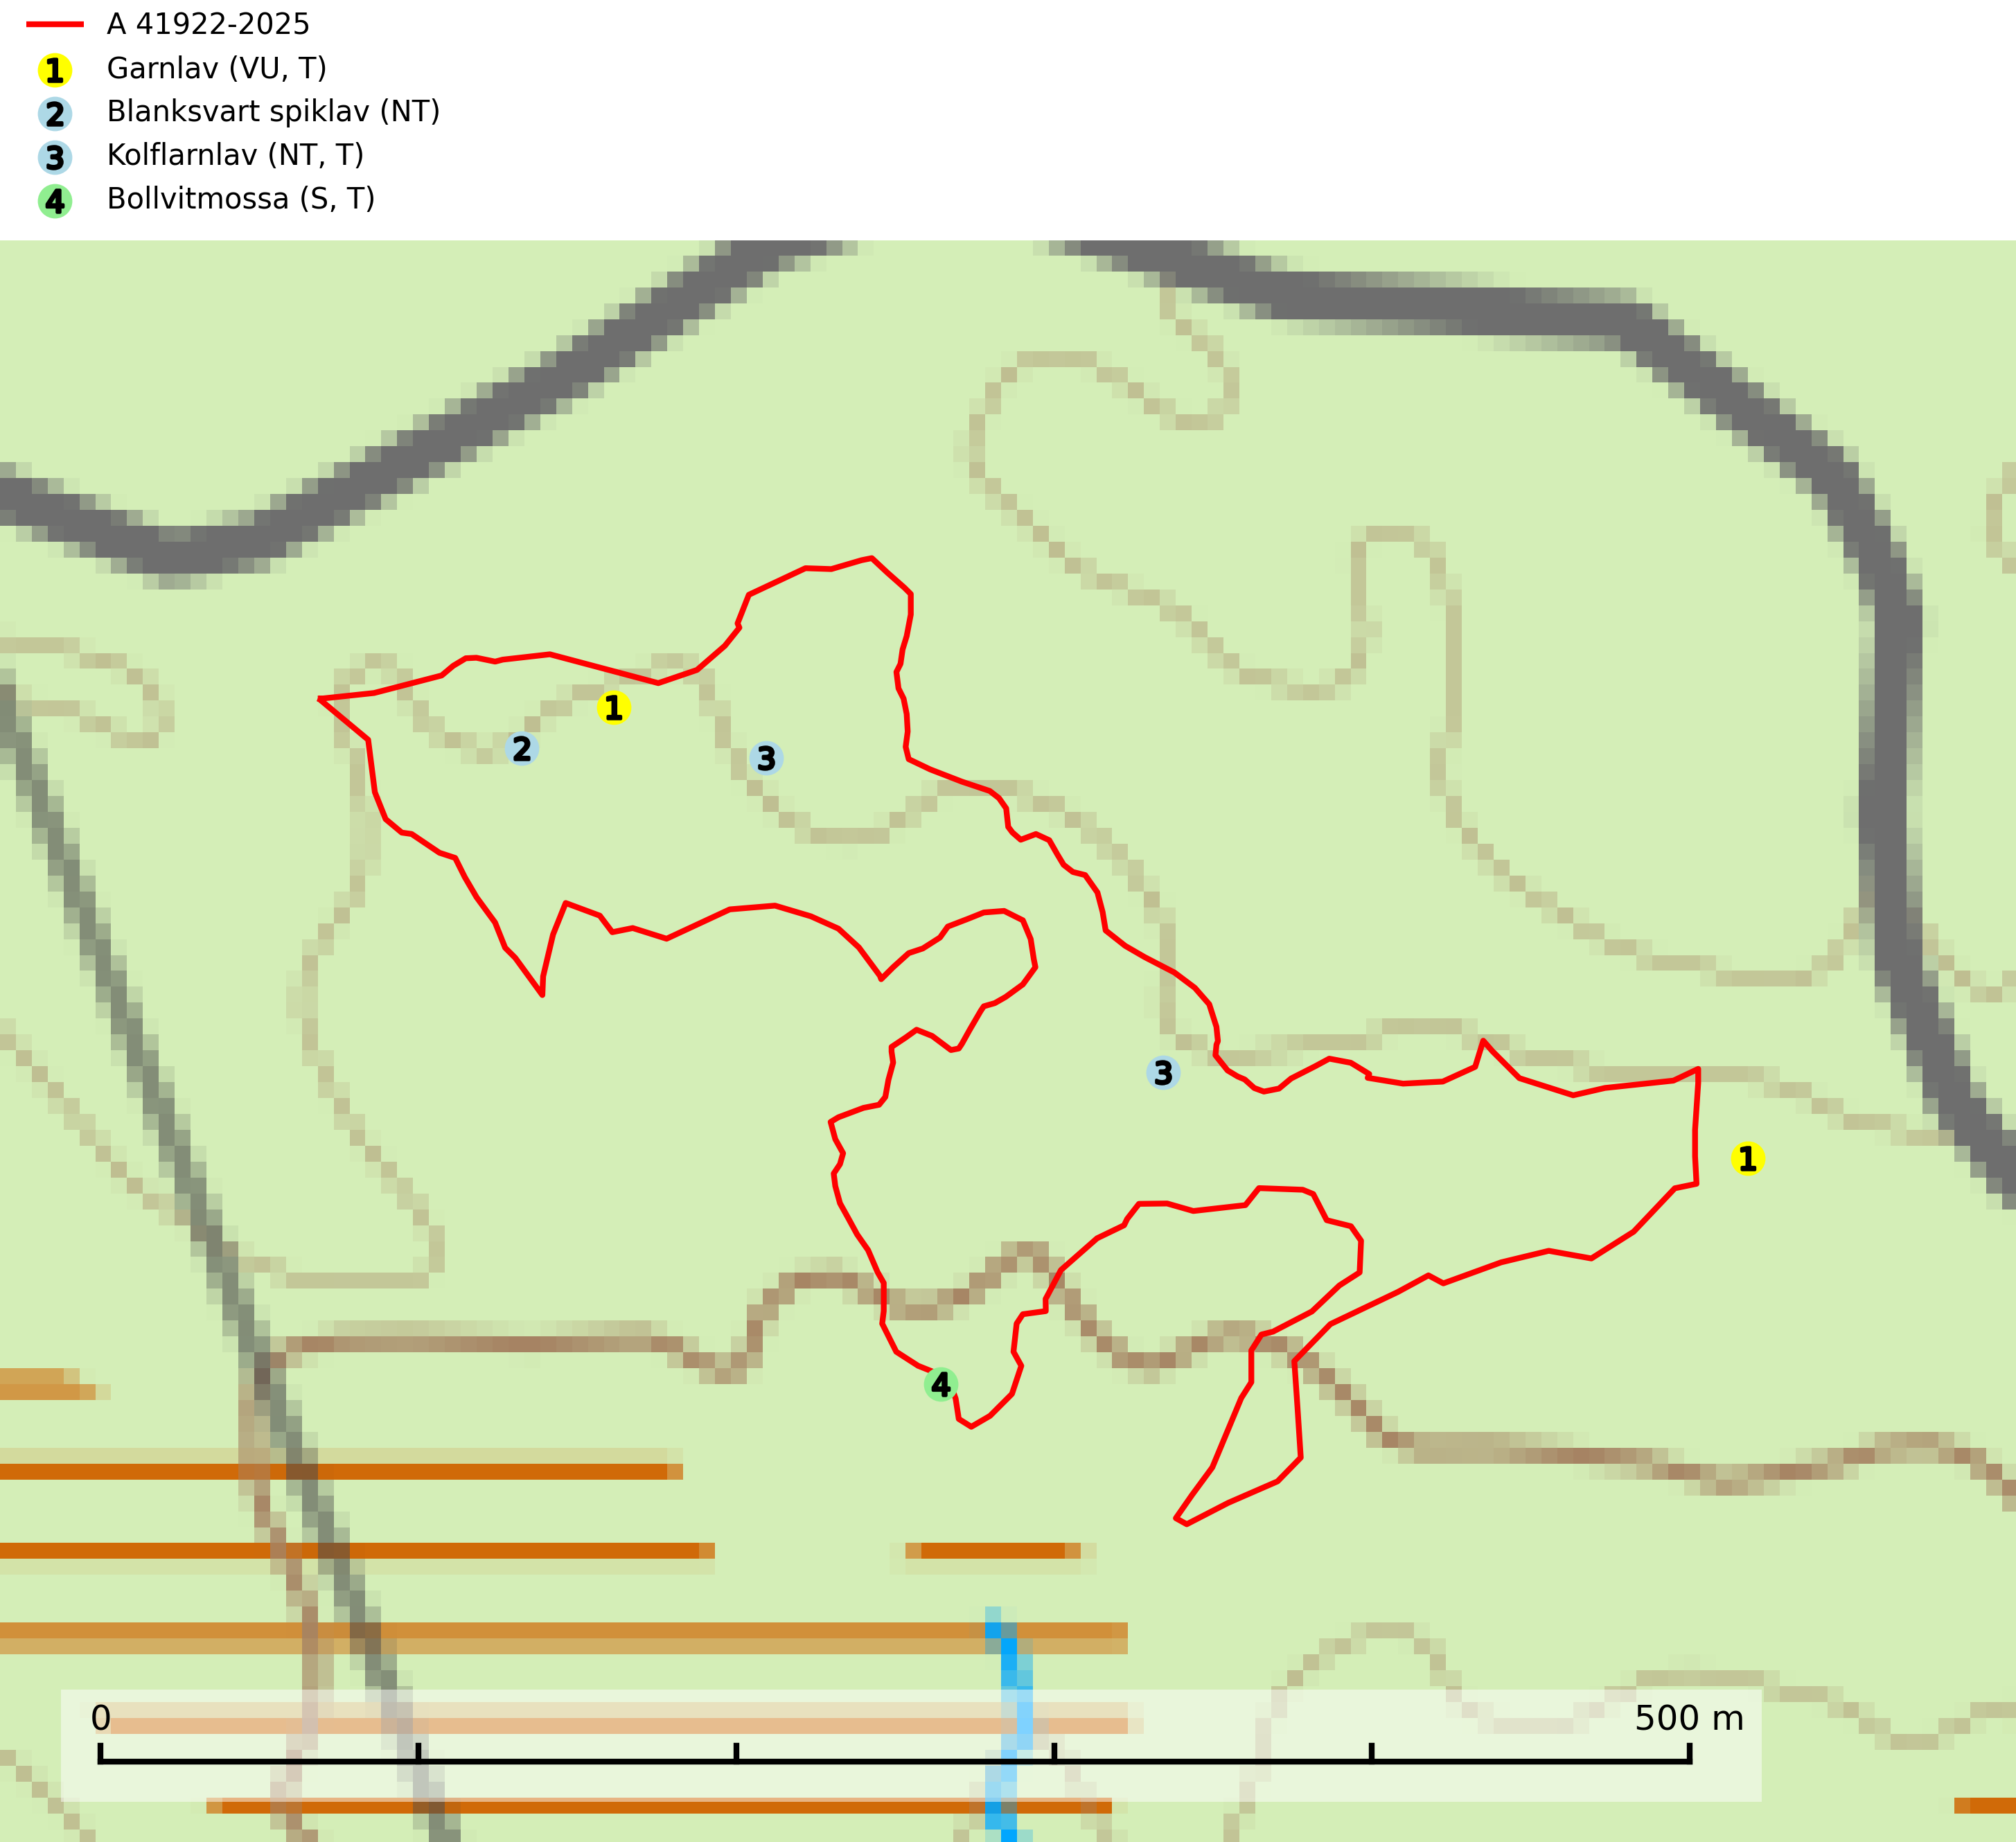 A 41922-2025
1 Garnlav (VU, T)
2 Blanksvart spiklav (NT)
3 Kolflarnlav (NT, T)
4 Bollvitmossa (S, T)
1
2
3
3
1
4
0 500 m